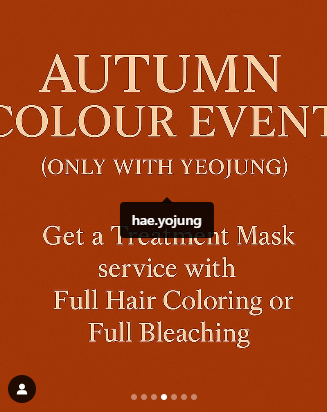 AUTUMN
COLOUR EVENT
(ONLY WITH YEOJUNG)
hae.yojung
Get a Treatment Mask
service with
Full Hair Coloring or
Full Bleaching